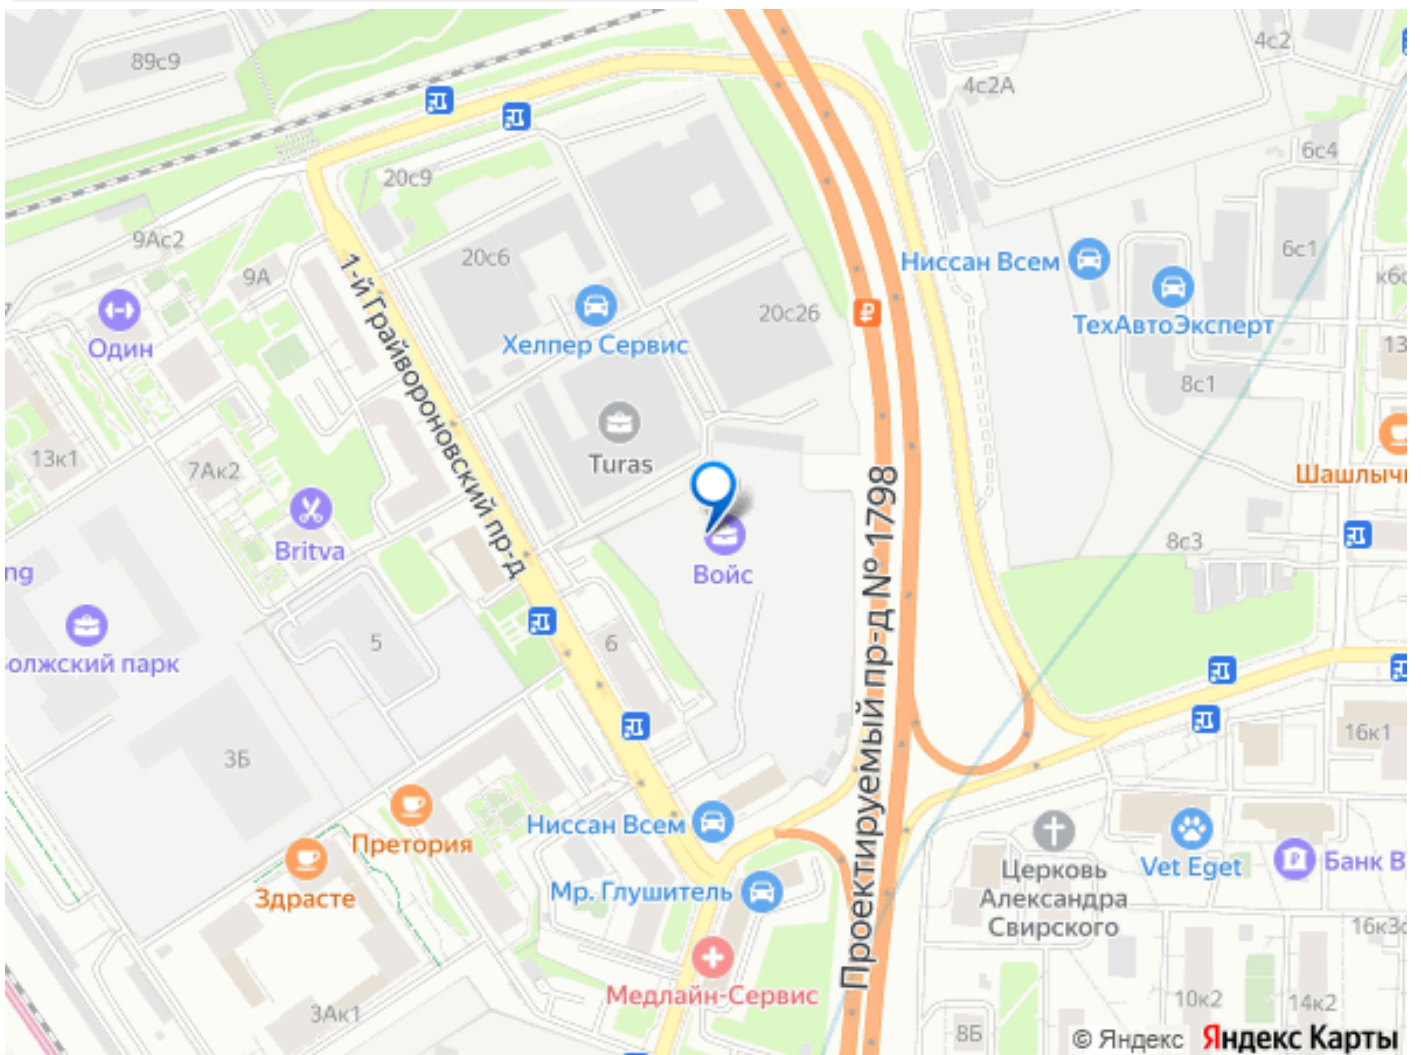 89с9
4с2
4с2А
6с4
20с9
9Ас2
9А
20с6
6с1
Ниссан Всем
ТехАвтоЭксперт
20с26
Один
Хелпер Сервис
1-й Грайвороновский пр-д
8с1
13к1
7Ак2
Turas
Шашлыч
Britva
Войс
8с3
Проектируемый пр-д № 1798
5
6
олжский парк
3Б
16к1
Претория
Здрасте
Ниссан Всем
Мр. Глушитель
Церковь
Александра
Свирского
Vet Eget
Банк В
Медлайн-Сервис
3Ак1
10к2
14к2
8Б
© Яндекс Яндекс Карты